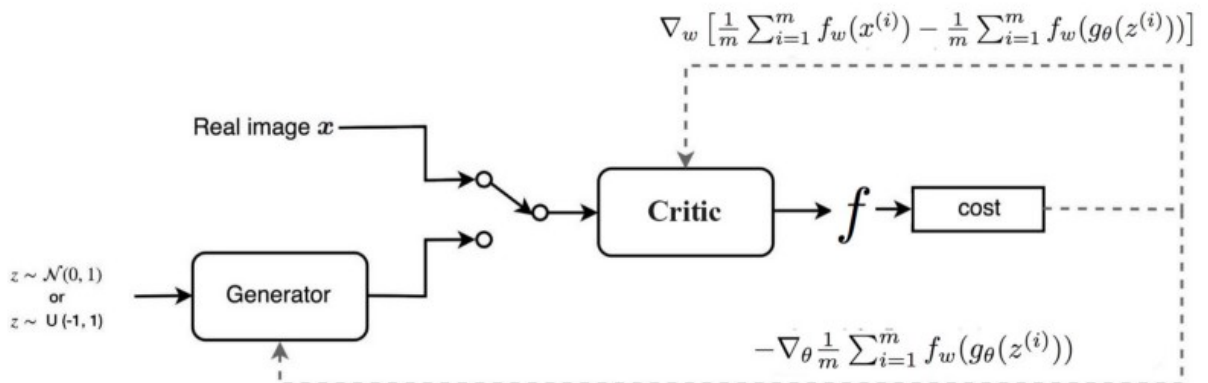 ∇_w [1/m ∑_{i=1}^{m} f_w(x^{(i)}) − 1/m ∑_{i=1}^{m} f_w(g_θ(z^{(i)}))]
Real image x
Critic
f
cost
z ~ N(0, 1)
or
z ~ U (-1, 1)
Generator
−∇_θ 1/m ∑_{i=1}^{m} f_w(g_θ(z^{(i)}))